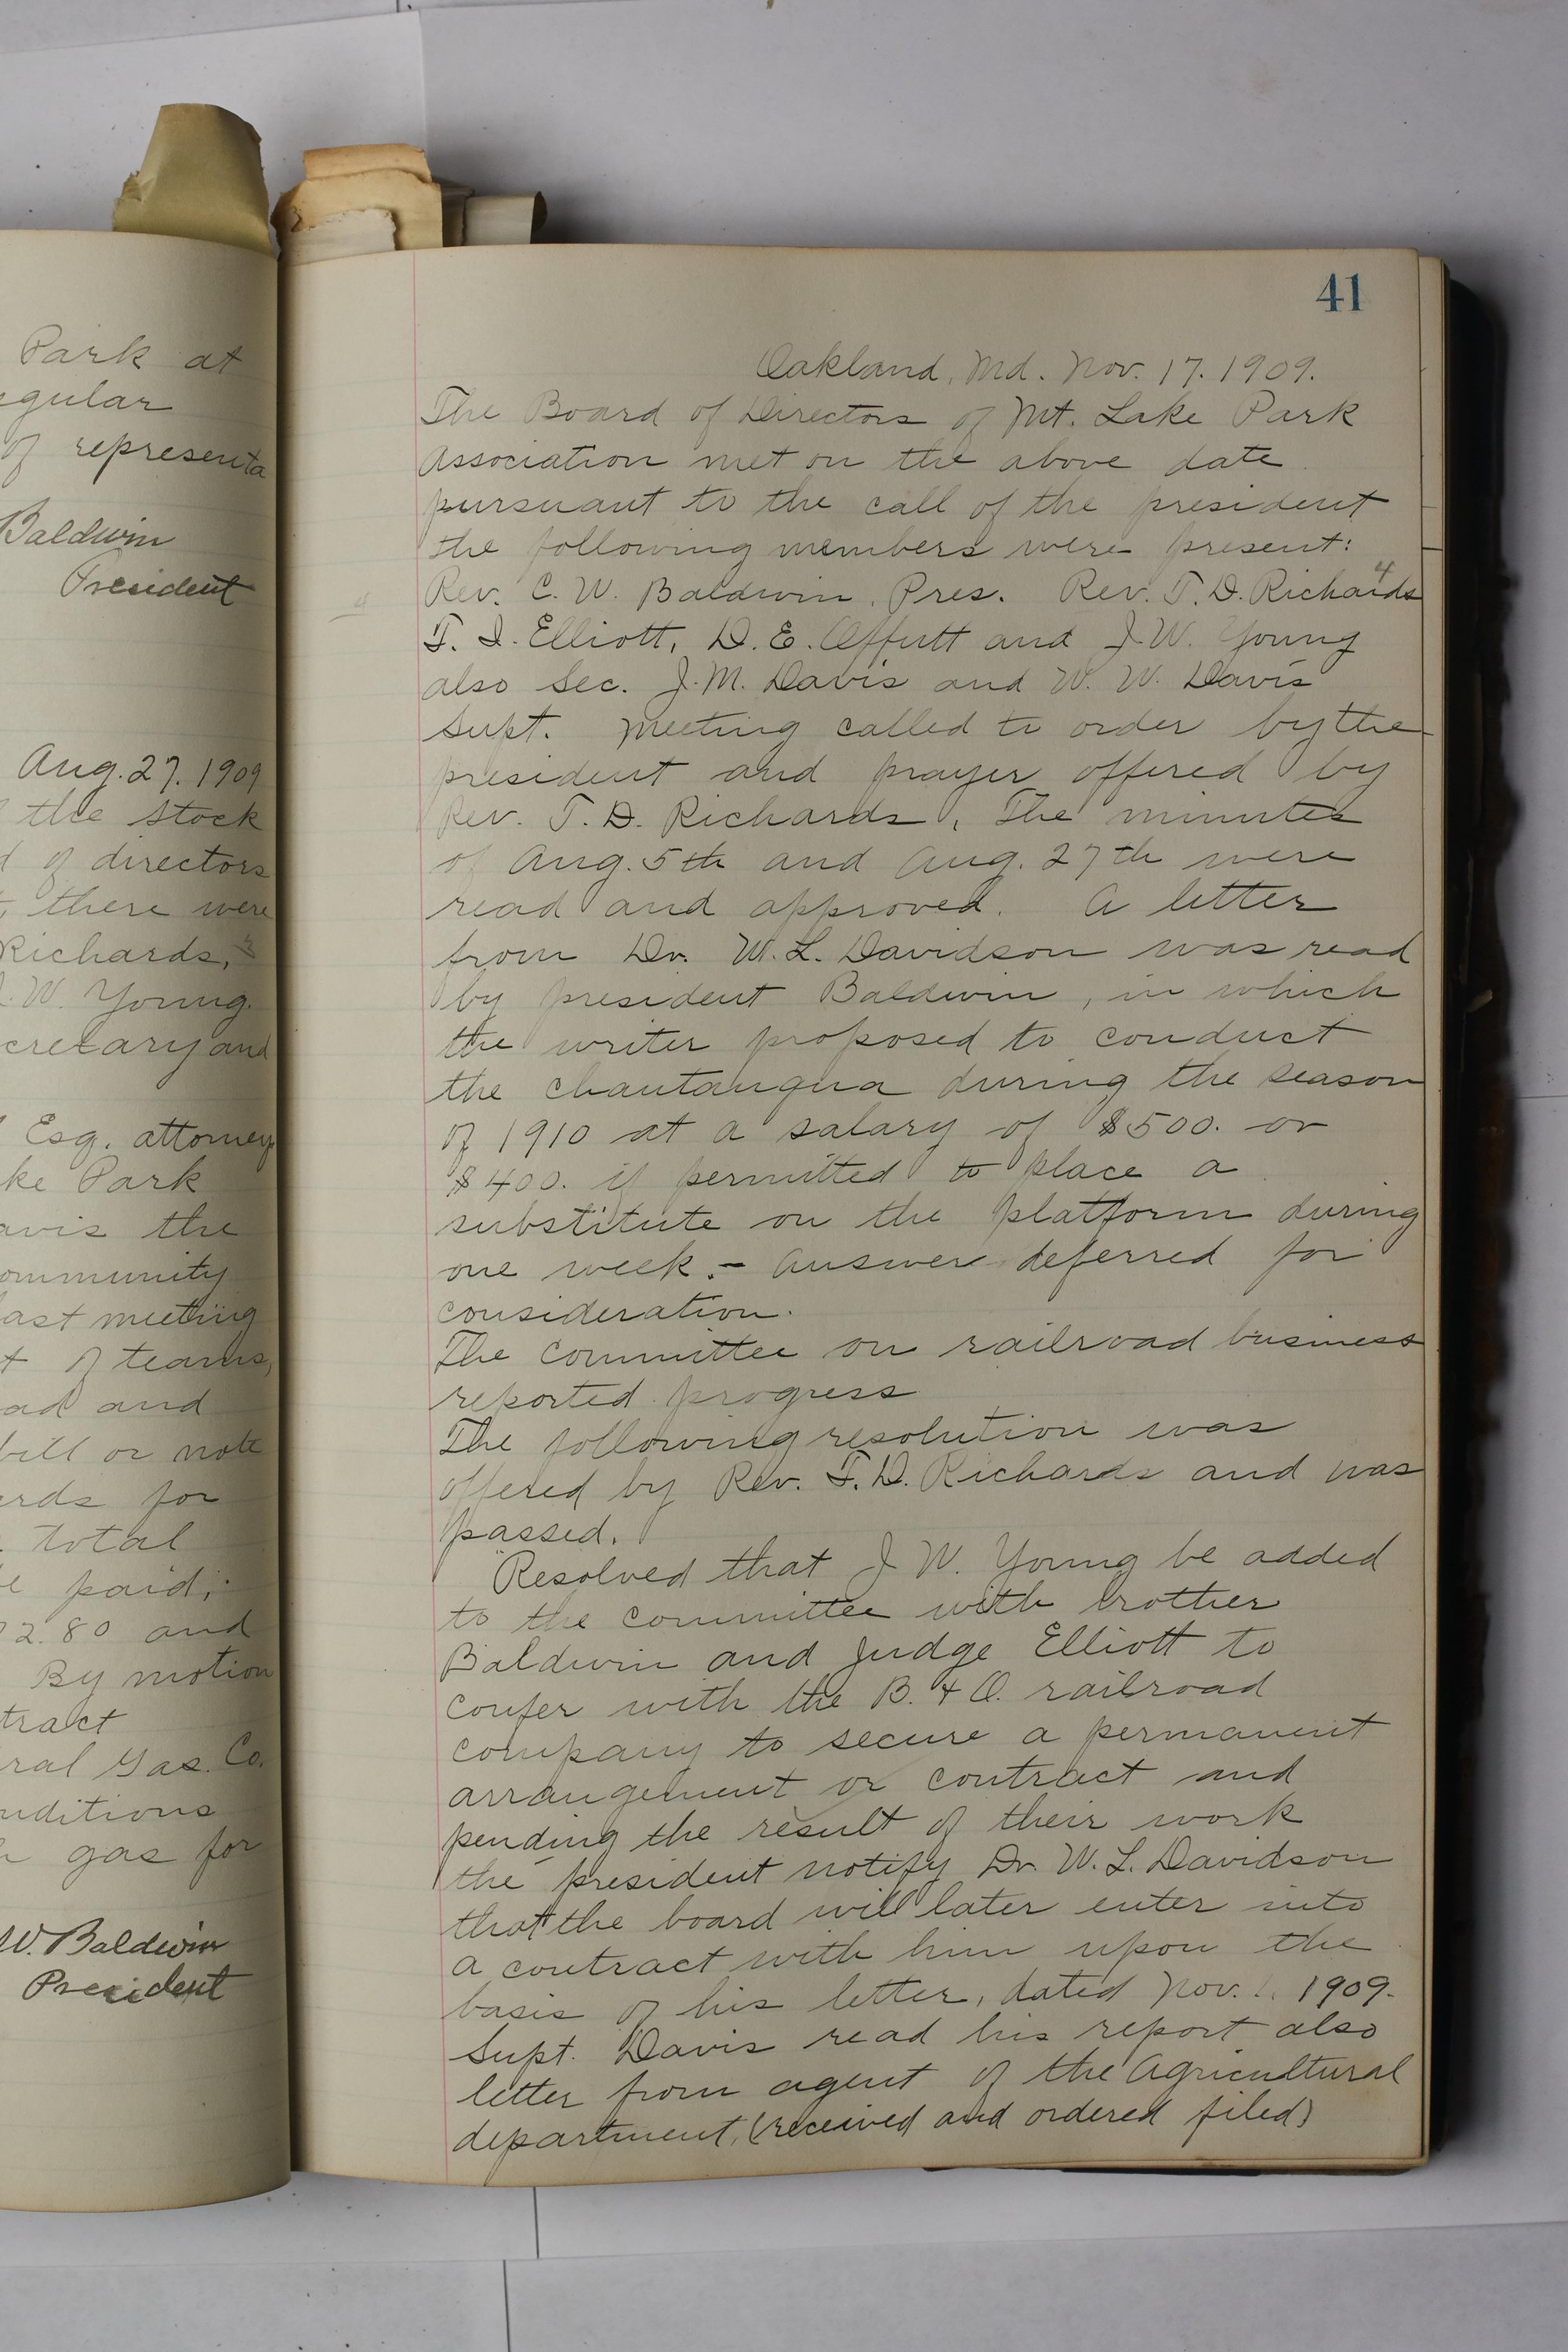 Park at
egular
of representa
Baldwin
President
Aug. 27. 1909
the stock
d of directors
, there were
Richards, 3
J. W. Young.
ecretary and
Esq. attorney
ke Park
avis the
ommunity
last meeting
t of teams,
ad and
bill or note
ards for
total
e paid;
2.80 and
By motion
tract
ral Gas. Co.
nditions
gas for
W. Baldwin
President
41
Oakland, Md. Nov. 17. 1909.
The Board of Directors of Mt. Lake Park
Association met on the above date
pursuant to the call of the president
the following members were present:
Rev. C. W. Baldwin, Pres. Rev. T. D. Richards 4
T. I. Elliott, D. E. Offutt and J. W. Young
also Sec. J. M. Davis and W. W. Davis
Supt. Meeting called to order by the
president and prayer offered by
Rev. T. D. Richards, The minutes
of Aug. 5th and Aug. 27th were
read and approved. A letter
from Dr. W. L. Davidson was read
by president Baldwin, in which
the writer proposed to conduct
the chautauqua during the season
of 1910 at a salary of $500. or
$400. if permitted to place a
substitute on the platform during
one week.- Answer deferred for
consideration.
The committee on railroad business
reported progress
The following resolution was
offered by Rev. T. D. Richards and was
passed.
Resolved that J W. Young be added
to the committee with brother
Baldwin and Judge Elliott to
confer with the B. & O. railroad
company to secure a permanent
arrangement or contract and
pending the result of their work
the president notify Dr. W. L. Davidson
that the board will later enter into
a contract with him upon the
basis of his letter, dated Nov. 1. 1909.
Supt. Davis read his report also
letter from agent of the Agricultural
department, (received and ordered filed)